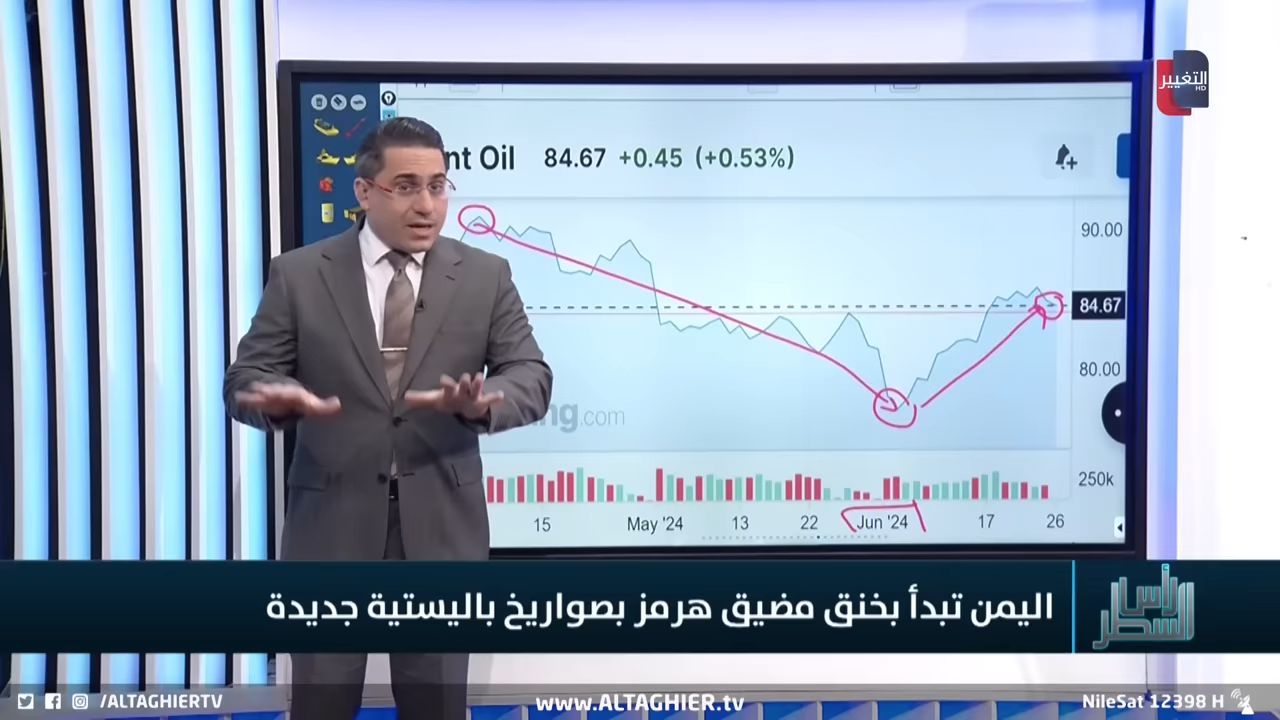 التغيير
HD
nt Oil 84.67 +0.45 (+0.53%)
90.00
84.67
80.00
ng.com
250k
15 May '24 13 22 Jun '24 17 26
اليمن تبدأ بخنق مضيق هرمز بصواريخ باليستية جديدة
رأس السطر
/ALTAGHIERTV
www.ALTAGHIER.tv
NileSat 12398 H